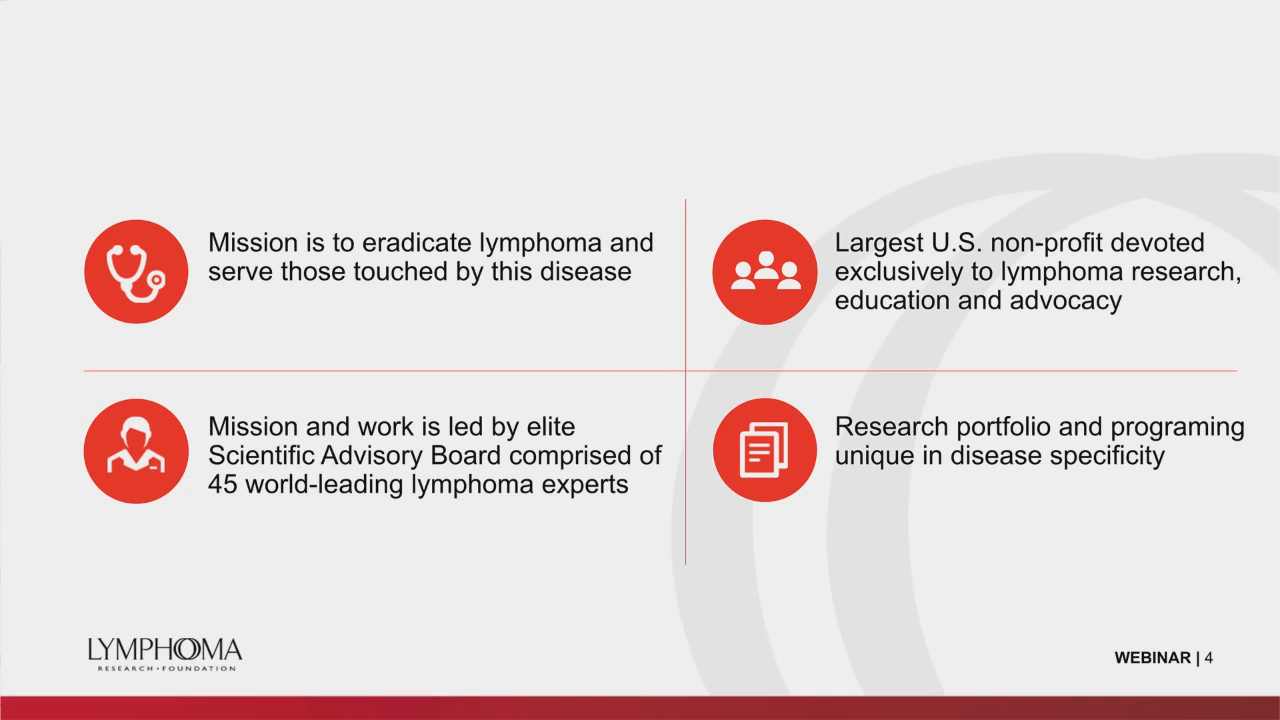 Mission is to eradicate lymphoma and
serve those touched by this disease
Largest U.S. non-profit devoted
exclusively to lymphoma research,
education and advocacy
Mission and work is led by elite
Scientific Advisory Board comprised of
45 world-leading lymphoma experts
Research portfolio and programing
unique in disease specificity
LYMPHOMA
RESEARCH • FOUNDATION
WEBINAR | 4